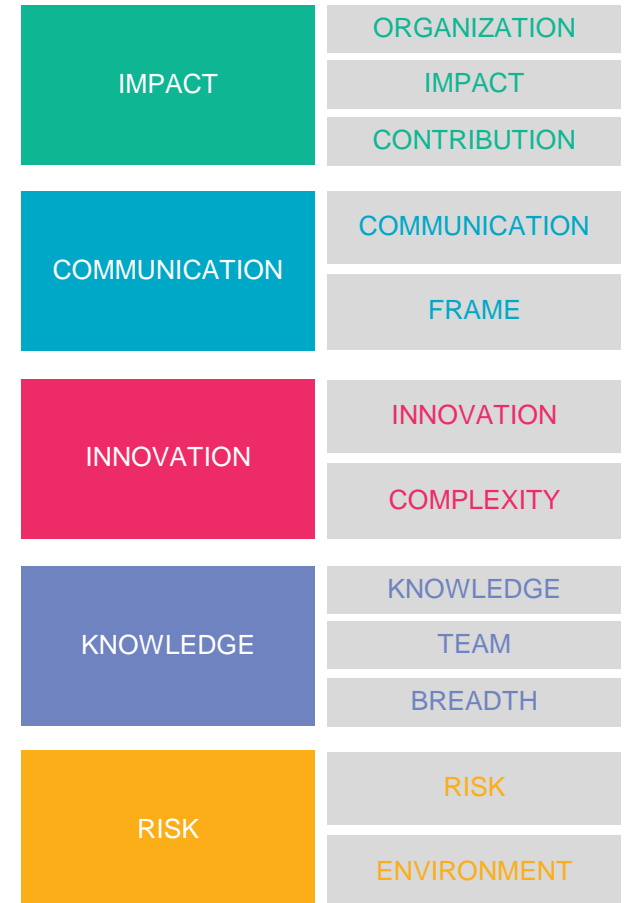 IMPACT
ORGANIZATION
IMPACT
CONTRIBUTION
COMMUNICATION
COMMUNICATION
FRAME
INNOVATION
INNOVATION
COMPLEXITY
KNOWLEDGE
KNOWLEDGE
TEAM
BREADTH
RISK
RISK
ENVIRONMENT